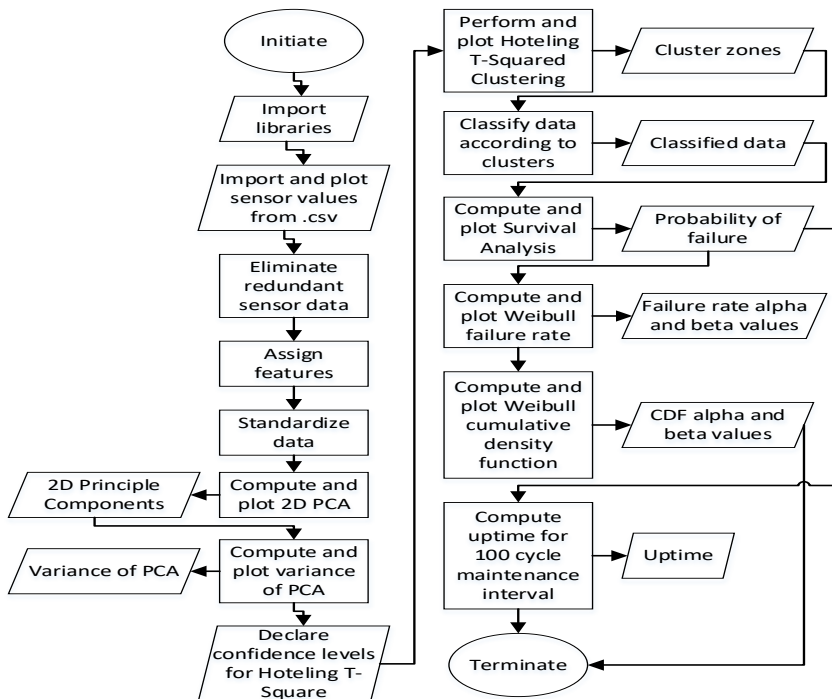 Initiate
Import
libraries
Import and plot
sensor values
from .csv
Eliminate
redundant
sensor data
Assign
features
Standardize
data
2D Principle
Components
Compute and
plot 2D PCA
Variance of PCA
Compute and
plot variance
of PCA
Declare
confidence levels
for Hoteling T-
Square
Perform and
plot Hoteling
T-Squared
Clustering
Cluster zones
Classify data
according to
clusters
Classified data
Compute and
plot Survival
Analysis
Probability of
failure
Compute and
plot Weibull
failure rate
Failure rate alpha
and beta values
Compute and
plot Weibull
cumulative
density
function
CDF alpha and
beta values
Compute
uptime for
100 cycle
maintenance
interval
Uptime
Terminate